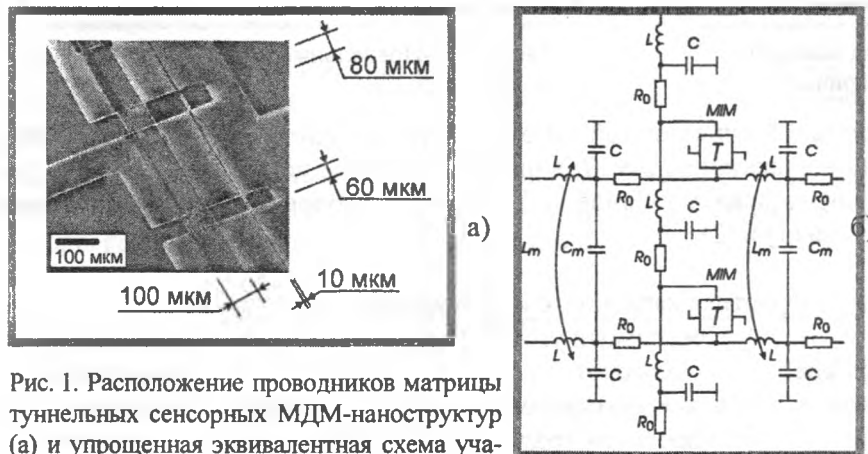 80 мкм
60 мкм
100 мкм
100 мкм
10 мкм
а)
L
C
R0
MIM
T
C
C
L
R0
L
L
R0
C
Lm
Cm
R0
Lm
Cm
MIM
T
R0
R0
L
L
L
C
C
C
R0
б
Рис. 1. Расположение проводников матрицы
туннельных сенсорных МДМ-наноструктур
(а) и упрощенная эквивалентная схема уча-